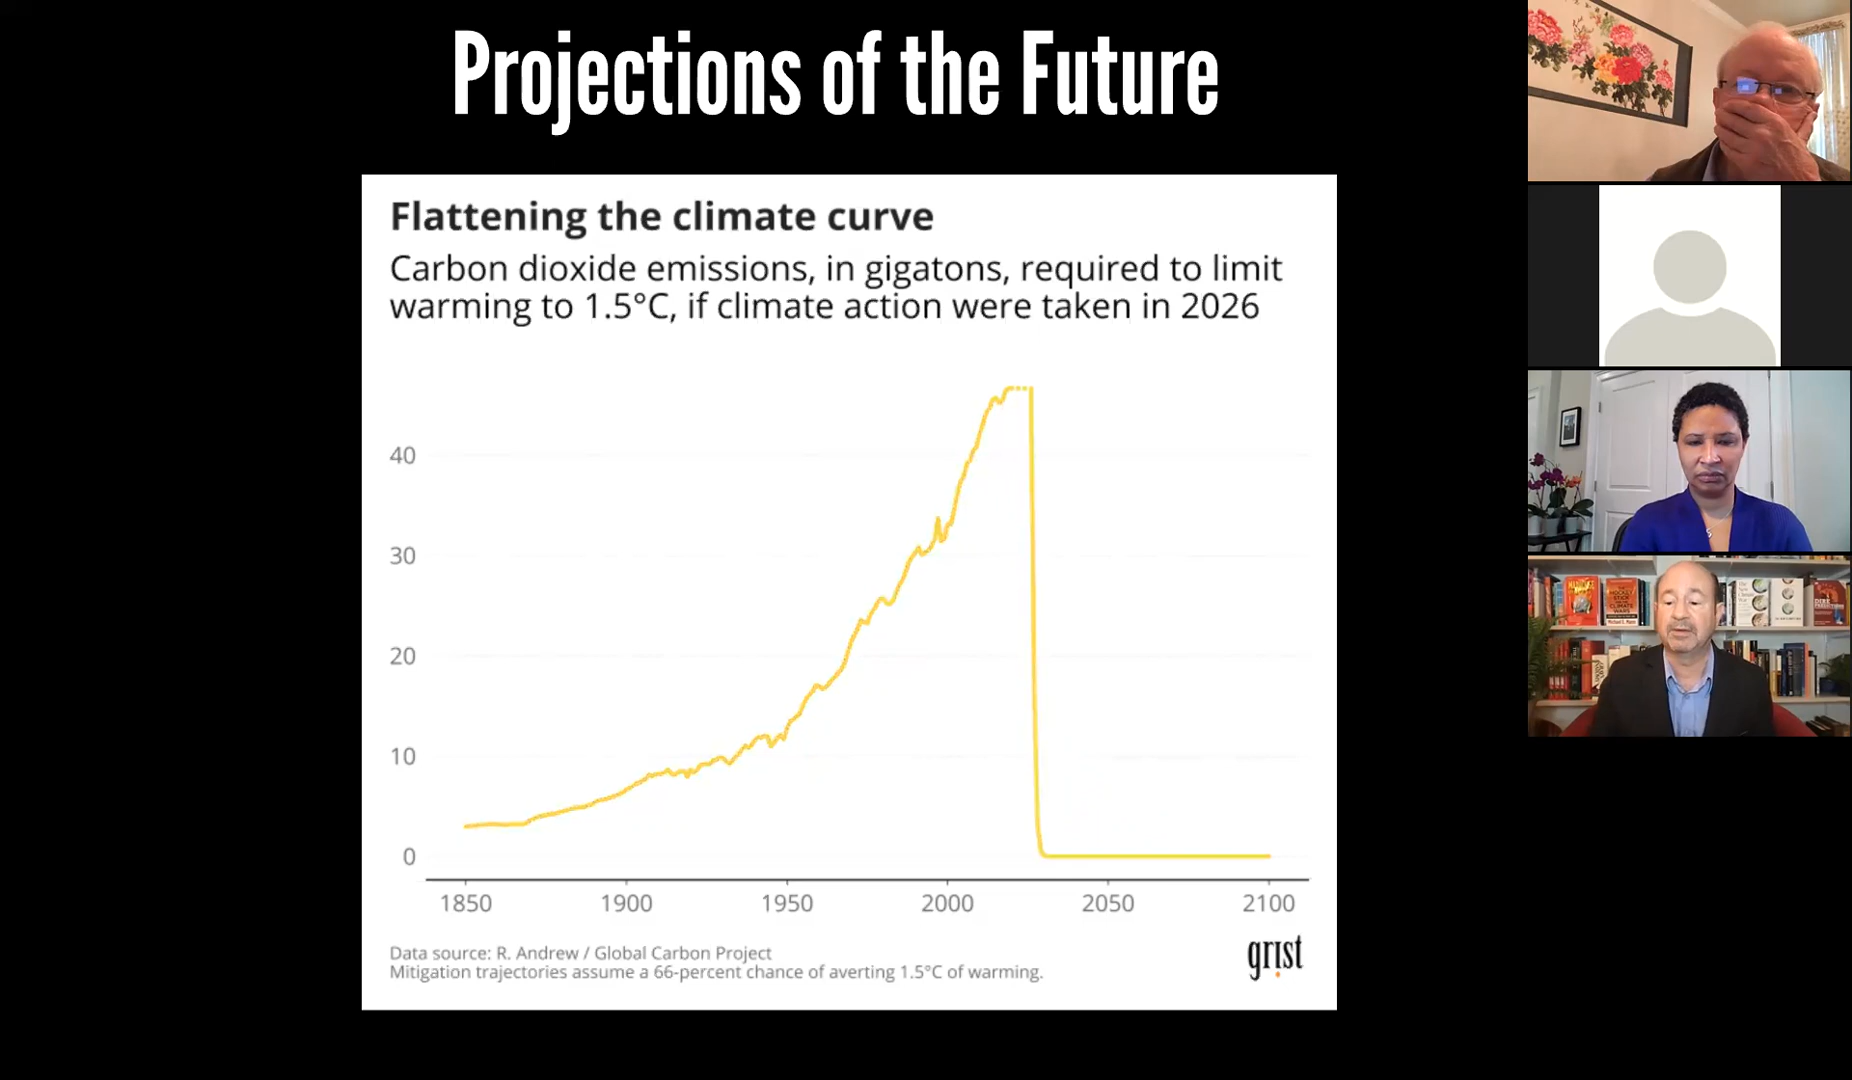 Projections of the Future
Flattening the climate curve
Carbon dioxide emissions, in gigatons, required to limit
warming to 1.5°C, if climate action were taken in 2026
40
30
20
10
0
1850 1900 1950 2000 2050 2100
Data source: R. Andrew / Global Carbon Project
Mitigation trajectories assume a 66-percent chance of averting 1.5°C of warming.
grist